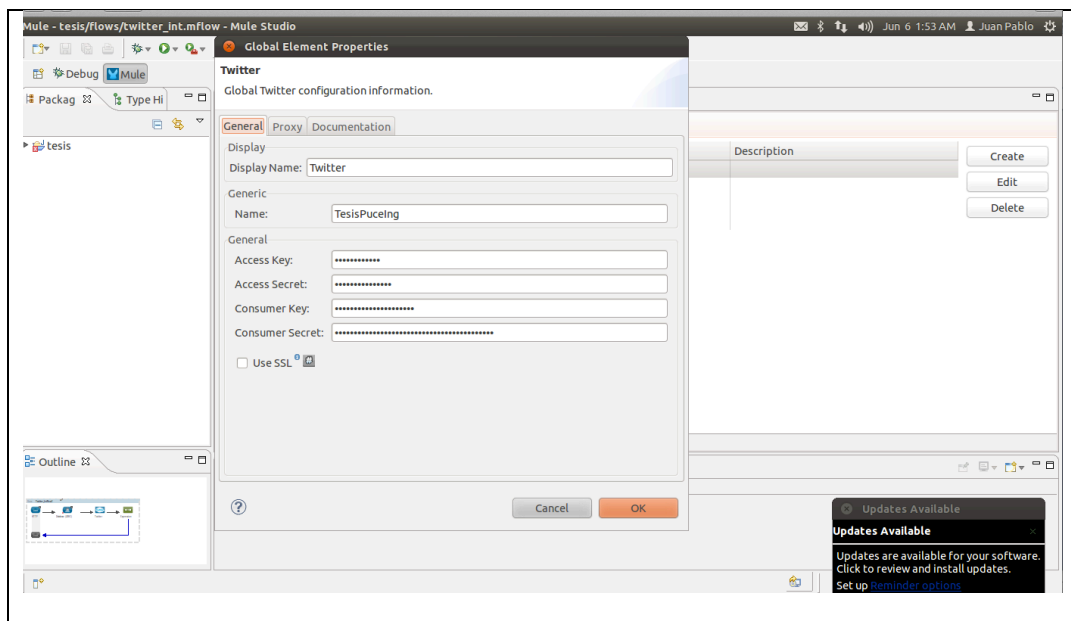 Mule - tesis/flows/twitter_int.mflow - Mule Studio
Jun 6 1:53 AM Juan Pablo
Global Element Properties
Debug Mule
Twitter
Global Twitter configuration information.
Packag Type Hi
General Proxy Documentation
tesis
Display
Display Name: Twitter
Generic
Name: TesisPuceIng
General
Access Key: ••••••••••••
Access Secret:
Consumer Key:
Consumer Secret:
Use SSL
Description
Create
Edit
Delete
Outline
Cancel OK
Updates Available
Updates Available
Updates are available for your software.
Click to review and install updates.
Set up Reminder options